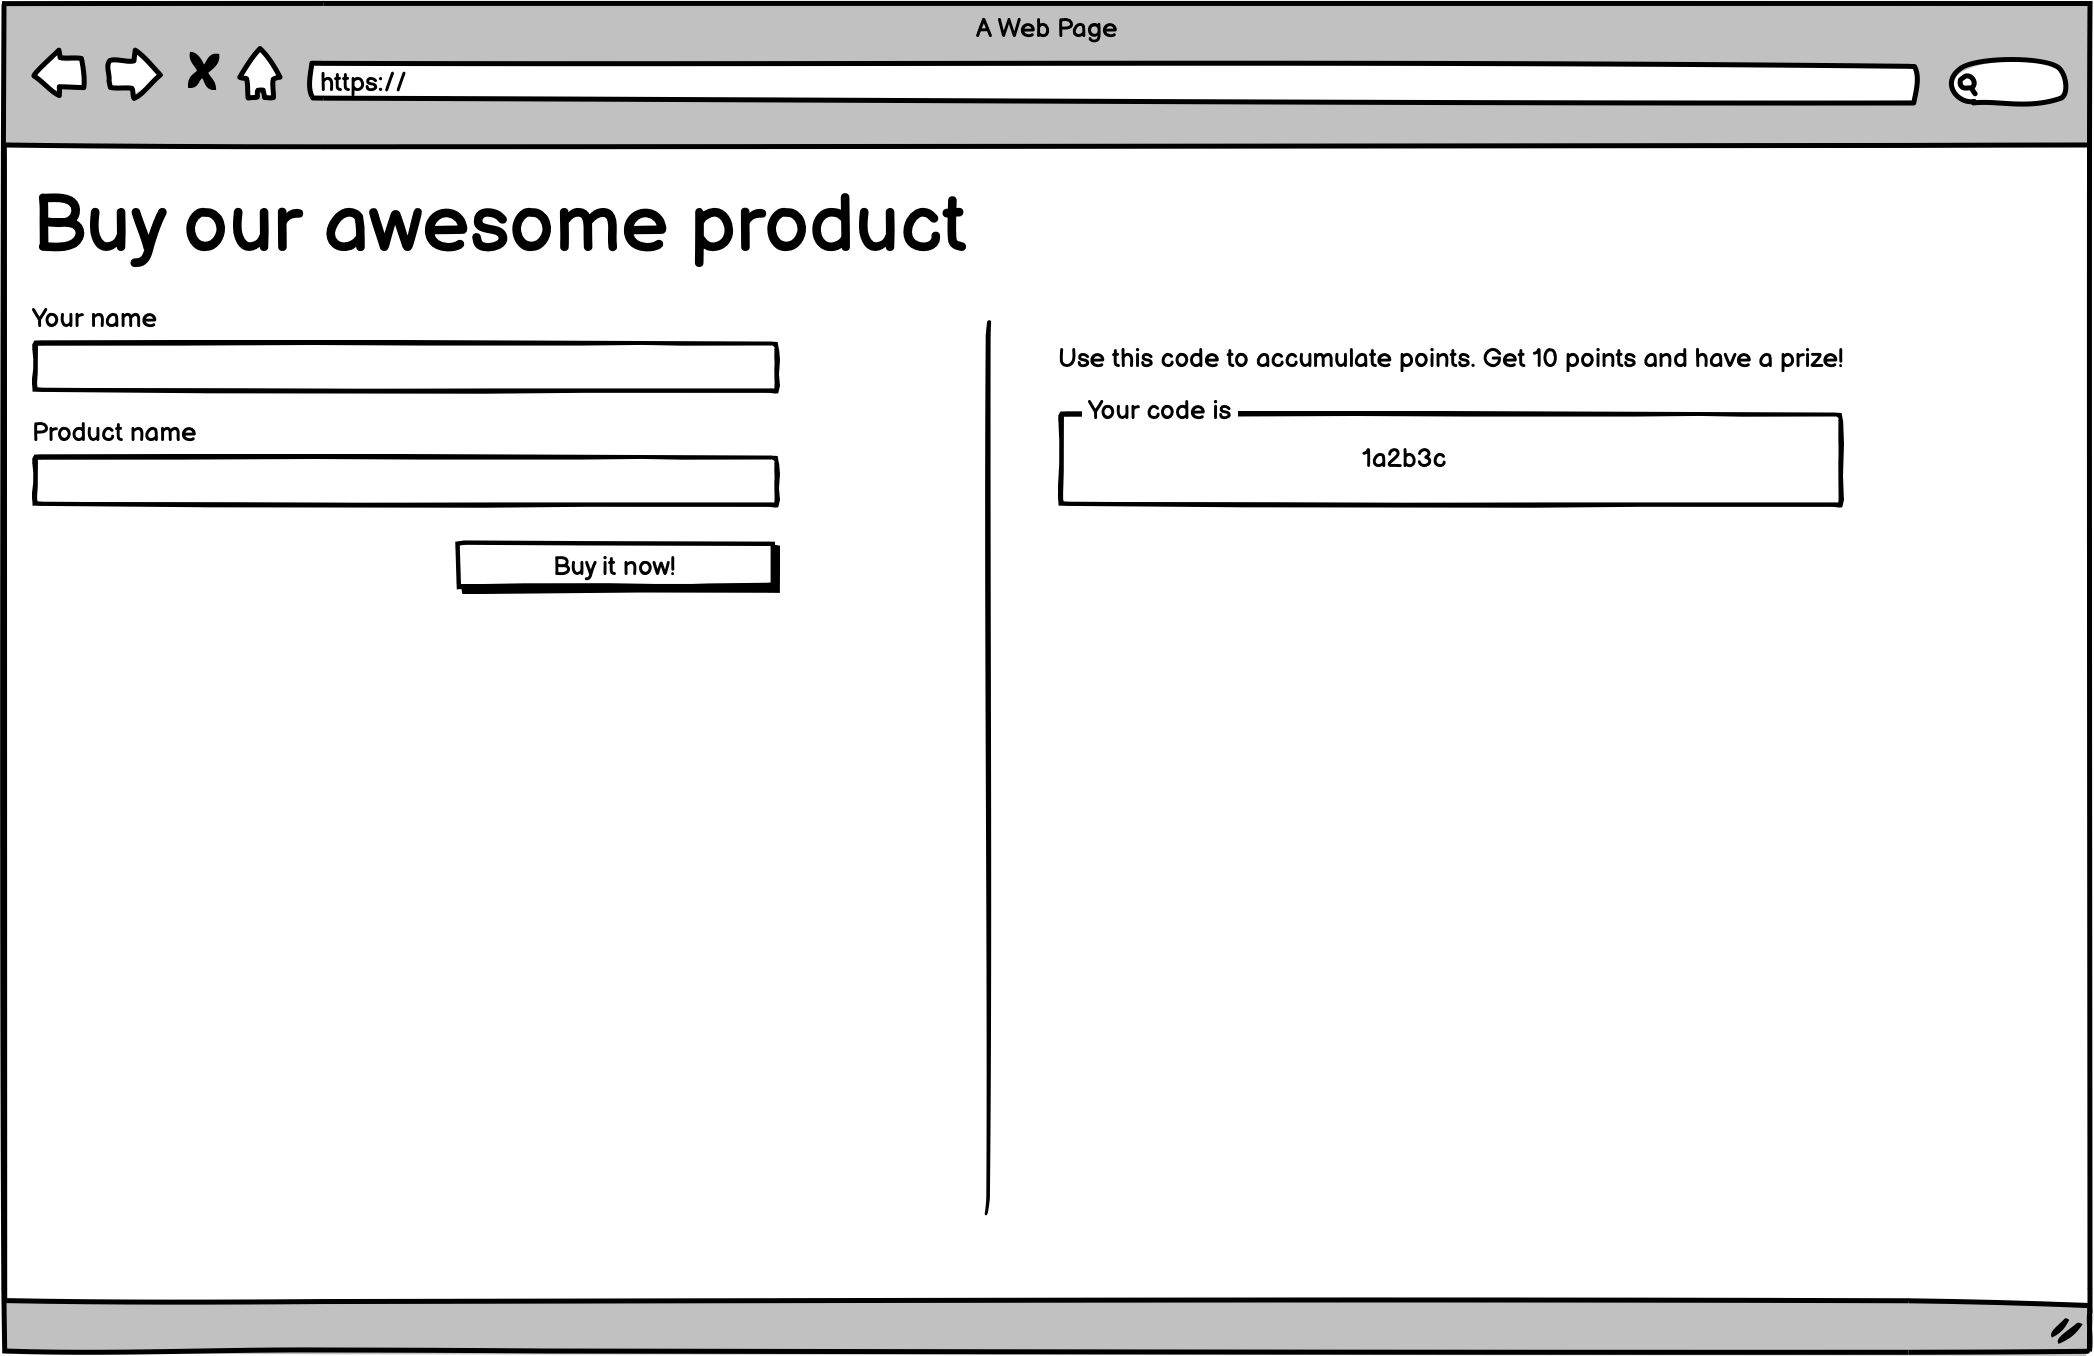 A Web Page
https://
Buy our awesome product
Your name
Product name
Buy it now!
Use this code to accumulate points. Get 10 points and have a prize!
Your code is
1a2b3c